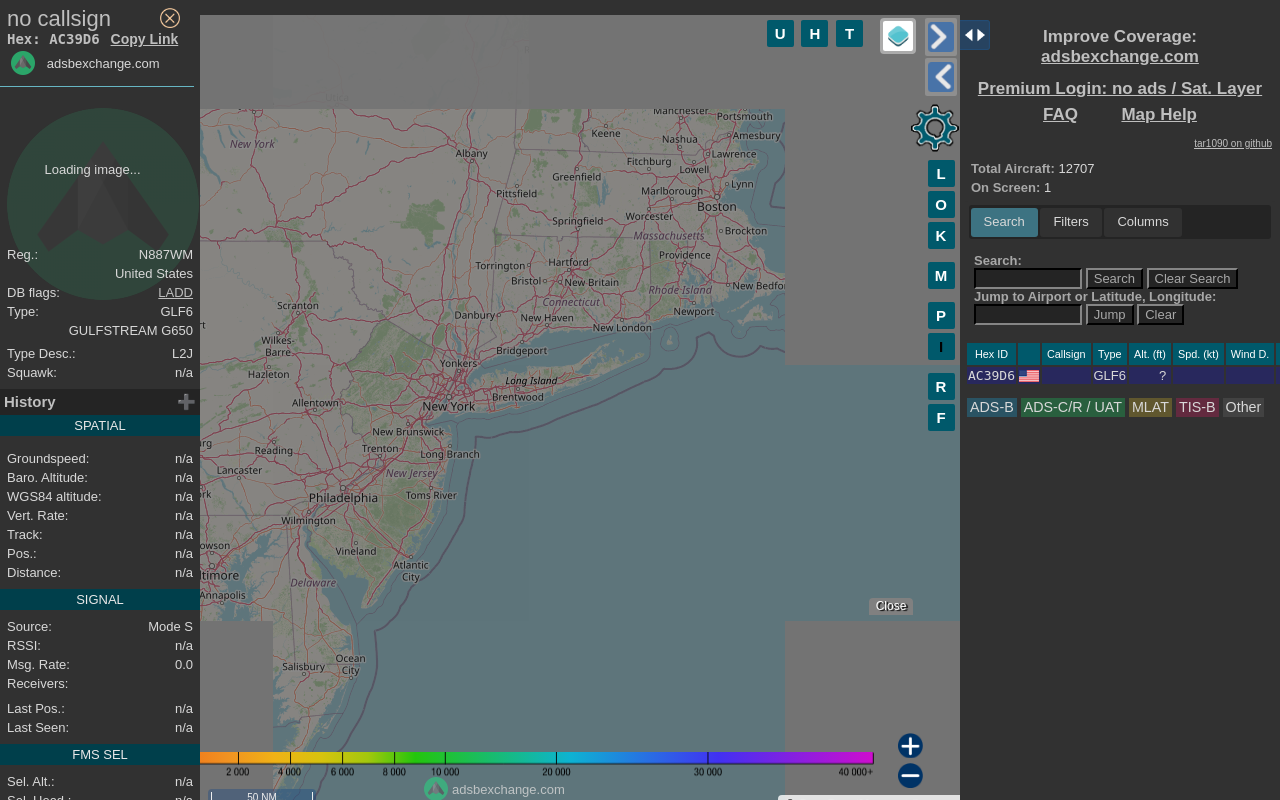 no callsign
Hex: AC39D6 Copy Link
adsbexchange.com
Loading image...
Reg.: N887WM
United States
DB flags: LADD
Type: GLF6
GULFSTREAM G650
Type Desc.: L2J
Squawk: n/a
History
SPATIAL
Groundspeed: n/a
Baro. Altitude: n/a
WGS84 altitude: n/a
Vert. Rate: n/a
Track: n/a
Pos.: n/a
Distance: n/a
SIGNAL
Source: Mode S
RSSI: n/a
Msg. Rate: 0.0
Receivers:
Last Pos.: n/a
Last Seen: n/a
FMS SEL
Sel. Alt.: n/a
U H T
L
O
K
M
P
I
R
F
Manchester
Portsmouth
Keene
Nashua
Amesbury
New York
Albany
Fitchburg
Lawrence
Lowell
Greenfield
Pittsfield
Marlborough
Lynn
Boston
Springfield
Worcester
Massachusetts
Brockton
Providence
Torrington
Hartford
Bristol
New Britain
Rhode Island
New Bedfor
Connecticut
Scranton
Danbury
New Haven
New London
Newport
Wilkes-
Barre
Bridgeport
Yonkers
Hazleton
Long Island
Allentown
New York
Brentwood
New Brunswick
Reading
Trenton
Long Branch
Lancaster
New Jersey
Philadelphia
Toms River
Wilmington
Vineland
Atlantic
City
Delaware
ltimore
Annapolis
Salisbury
Ocean
City
Close
2 000 4 000 6 000 8 000 10 000 20 000 30 000 40 000+
adsbexchange.com
50 NM
Improve Coverage:
adsbexchange.com
Premium Login: no ads / Sat. Layer
FAQ Map Help
tar1090 on github
Total Aircraft: 12707
On Screen: 1
Search Filters Columns
Search:
Search Clear Search
Jump to Airport or Latitude, Longitude:
Jump Clear
Hex ID Callsign Type Alt. (ft) Spd. (kt) Wind D.
AC39D6 GLF6 ?
ADS-B ADS-C/R / UAT MLAT TIS-B Other